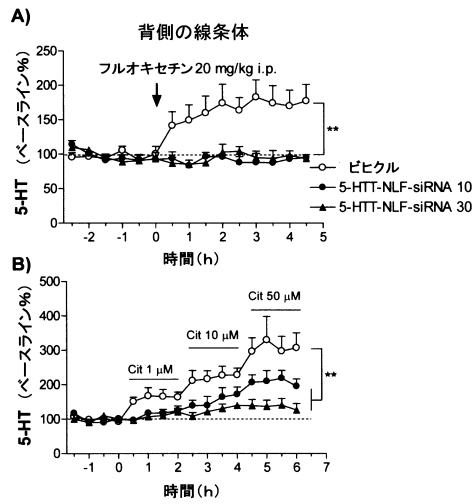 A)
背側の線条体
フルオキセチン20 mg/kg i.p.
5-HT (ベースライン%)
250
200
150
100
50
0
**
ビヒクル
5-HTT-NLF-siRNA 10
5-HTT-NLF-siRNA 30
-2 -1 0 1 2 3 4 5
時間(h)
B)
5-HT (ベースライン%)
500
400
300
200
100
0
Cit 1 µM
Cit 10 µM
Cit 50 µM
**
-1 0 1 2 3 4 5 6 7
時間(h)